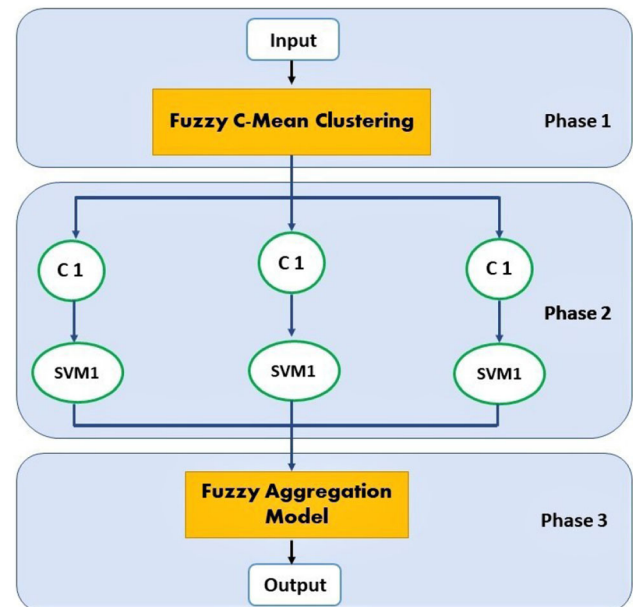 Input
Fuzzy C-Mean Clustering
Phase 1
C 1
C 1
C 1
Phase 2
SVM1
SVM1
SVM1
Fuzzy Aggregation
Model
Phase 3
Output